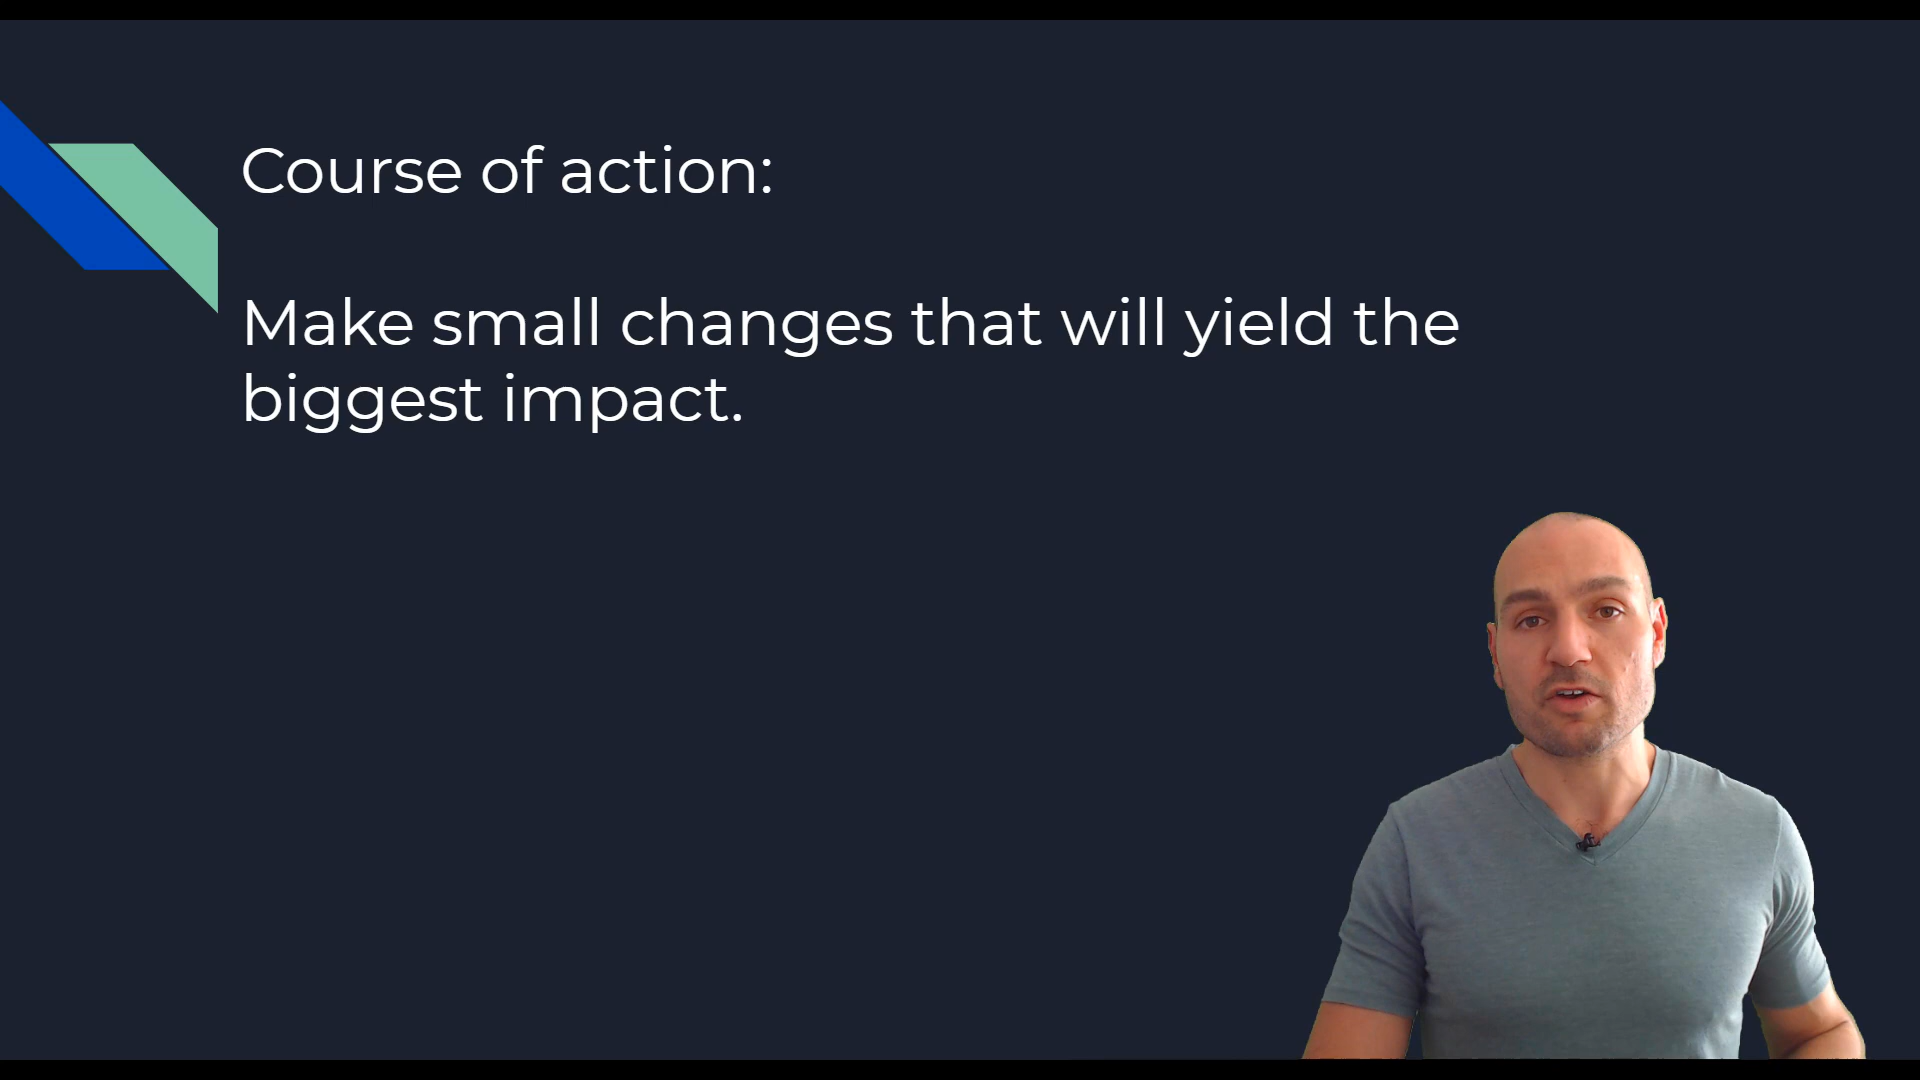 Course of action:
Make small changes that will yield the
biggest impact.